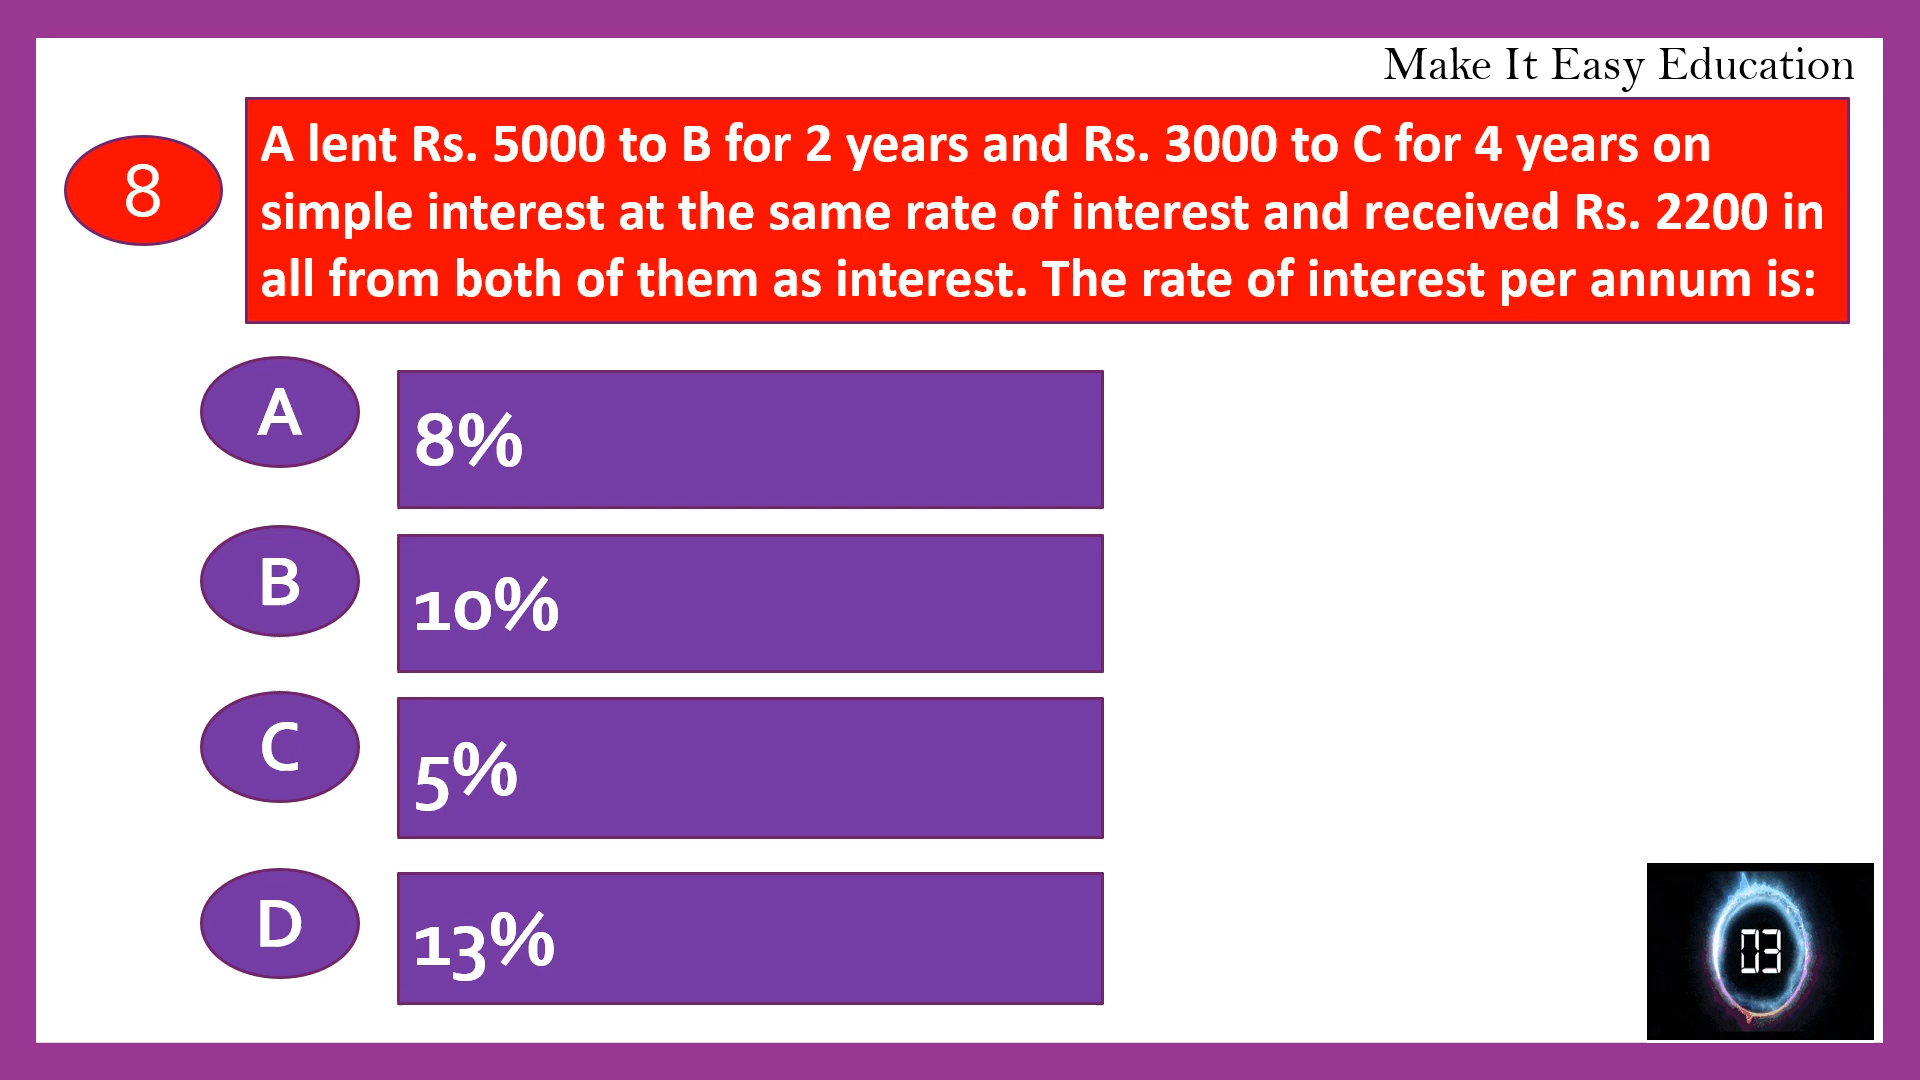 Make It Easy Education
8
A lent Rs. 5000 to B for 2 years and Rs. 3000 to C for 4 years on
simple interest at the same rate of interest and received Rs. 2200 in
all from both of them as interest. The rate of interest per annum is:
A
8%
B
10%
C
5%
D
13%
03